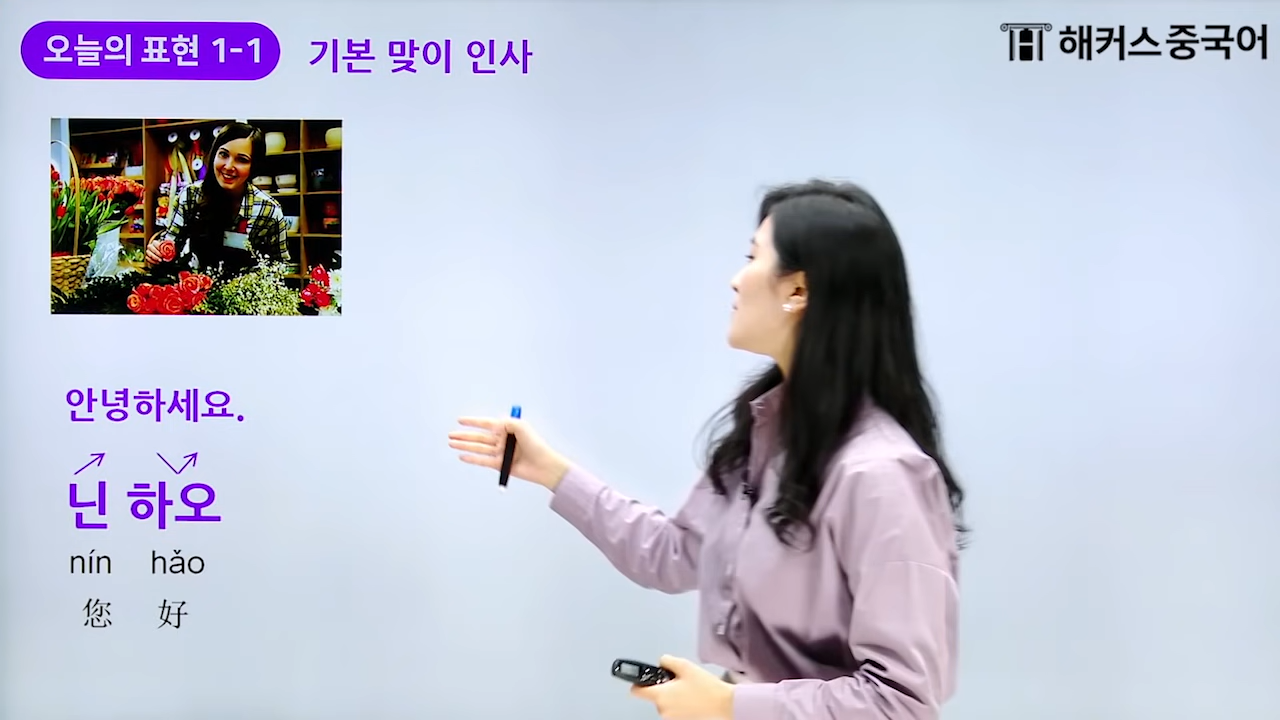 오늘의 표현 1-1 기본 맞이 인사
해커스중국어
안녕하세요.
닌 하오
nín hǎo
您 好